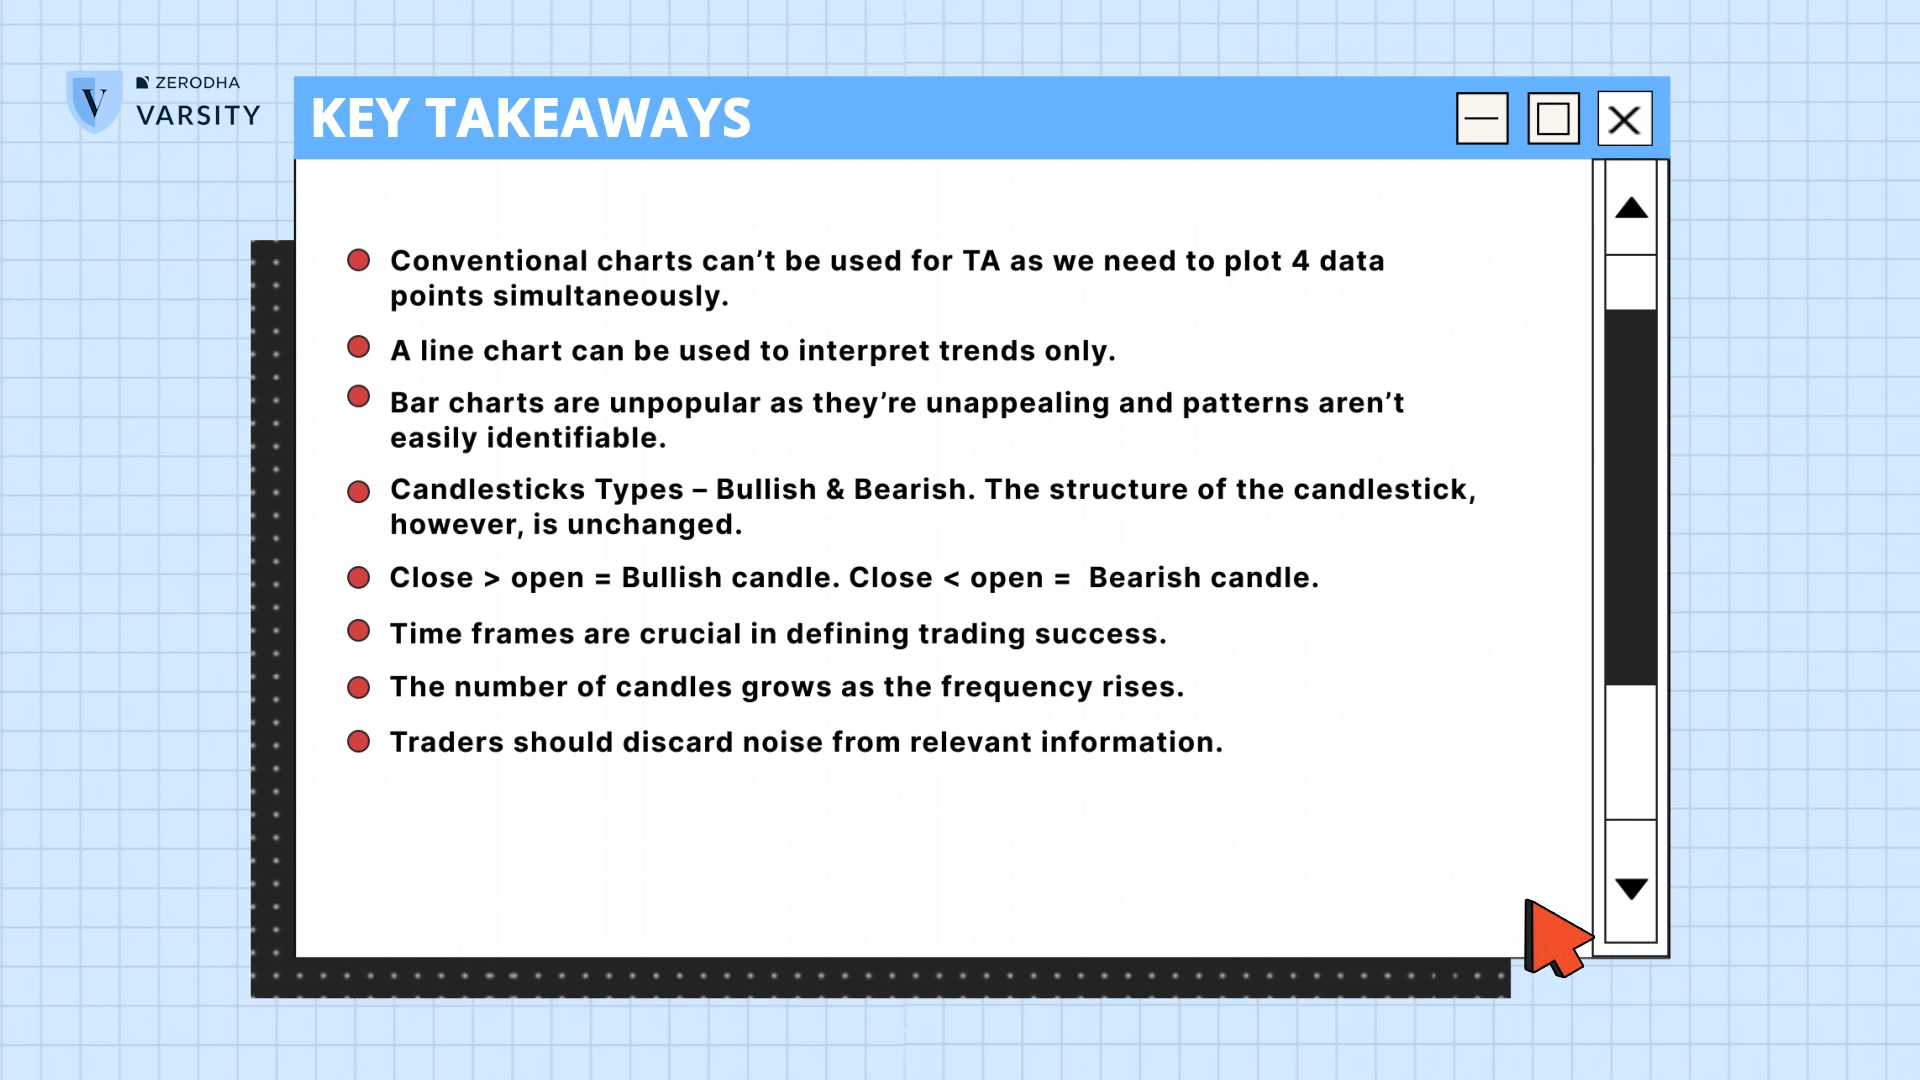 ZERODHA
VARSITY
KEY TAKEAWAYS
Conventional charts can’t be used for TA as we need to plot 4 data
points simultaneously.
A line chart can be used to interpret trends only.
Bar charts are unpopular as they’re unappealing and patterns aren’t
easily identifiable.
Candlesticks Types – Bullish & Bearish. The structure of the candlestick,
however, is unchanged.
Close > open = Bullish candle. Close < open =  Bearish candle.
Time frames are crucial in defining trading success.
The number of candles grows as the frequency rises.
Traders should discard noise from relevant information.